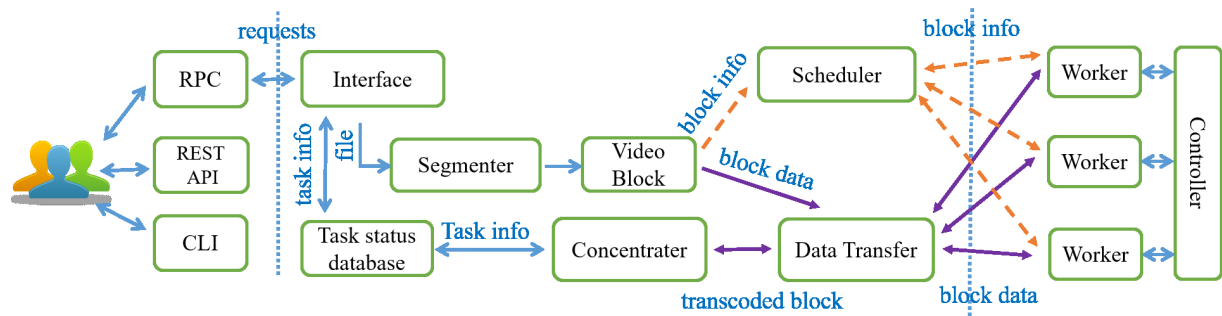 requests
block info
RPC
Interface
Scheduler
Worker
block info
task info
file
REST
API
Segmenter
Video
Block
block data
Worker
Controller
CLI
Task status
database
Task info
Concentrater
Data Transfer
Worker
transcoded block
block data